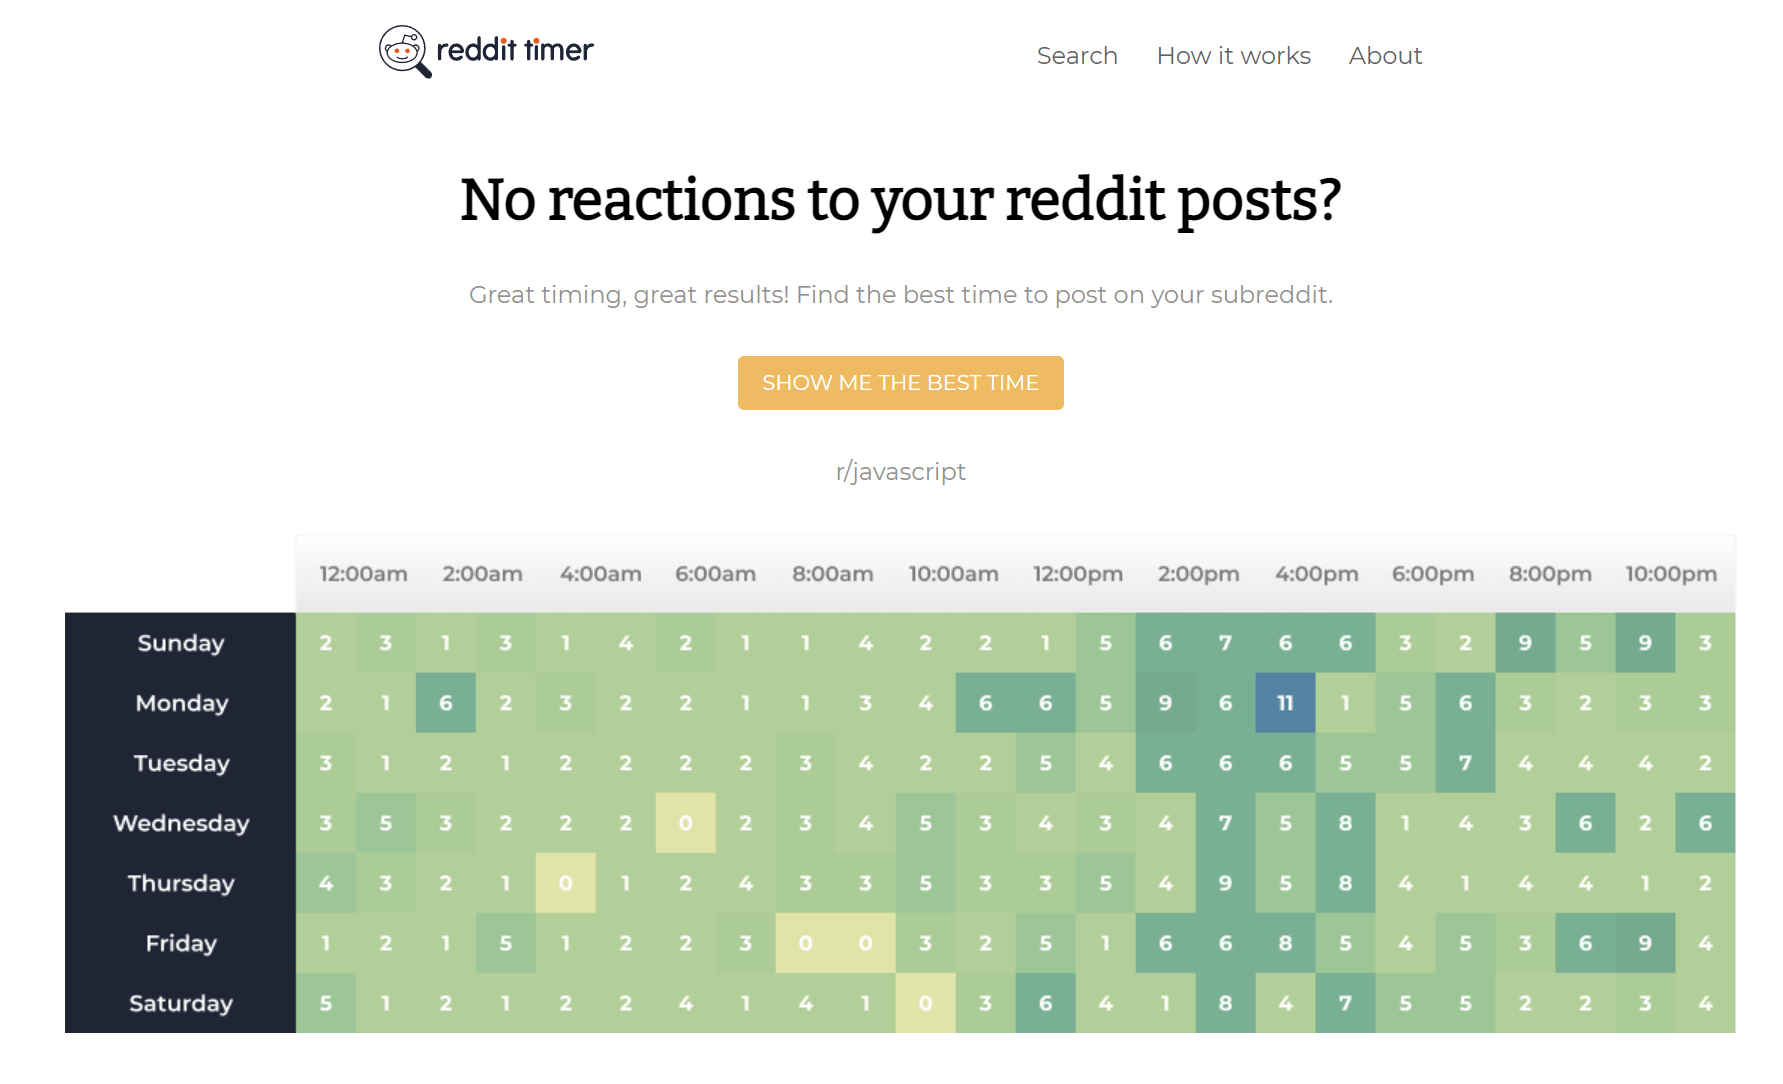 reddit timer
Search How it works About
No reactions to your reddit posts?
Great timing, great results! Find the best time to post on your subreddit.
SHOW ME THE BEST TIME
r/javascript
12:00am 2:00am 4:00am 6:00am 8:00am 10:00am 12:00pm 2:00pm 4:00pm 6:00pm 8:00pm 10:00pm
Sunday 2 3 1 3 1 4 2 1 1 4 2 2 1 5 6 7 6 6 3 2 9 5 9 3
Monday 2 1 6 2 3 2 2 1 1 3 4 6 6 5 9 6 11 1 5 6 3 2 3 3
Tuesday 3 1 2 1 2 2 2 2 3 4 2 2 5 4 6 6 6 5 5 7 4 4 4 2
Wednesday 3 5 3 2 2 2 0 2 3 4 5 3 4 3 4 7 5 8 1 4 3 6 2 6
Thursday 4 3 2 1 0 1 2 4 3 3 5 3 3 5 4 9 5 8 4 1 4 4 1 2
Friday 1 2 1 5 1 2 2 3 0 0 3 2 5 1 6 6 8 5 4 5 3 6 9 4
Saturday 5 1 2 1 2 2 4 1 4 1 0 3 6 4 1 8 4 7 5 5 2 2 3 4